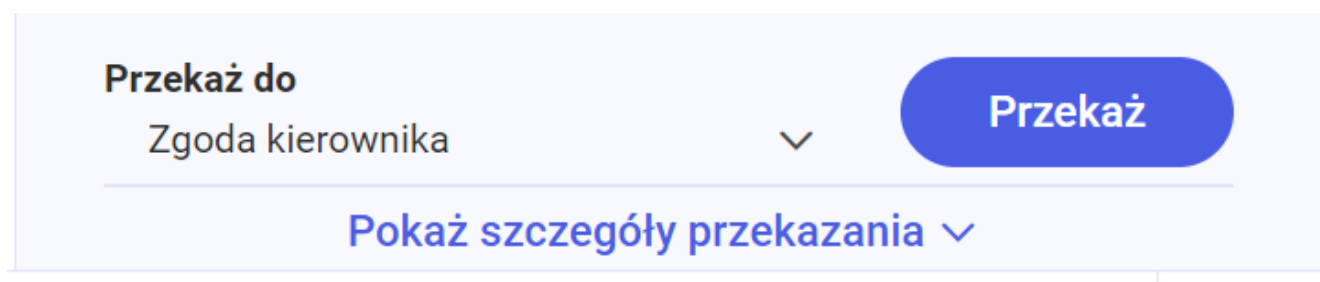 Przekaż do
Zgoda kierownika
Przekaż
Pokaż szczegóły przekazania